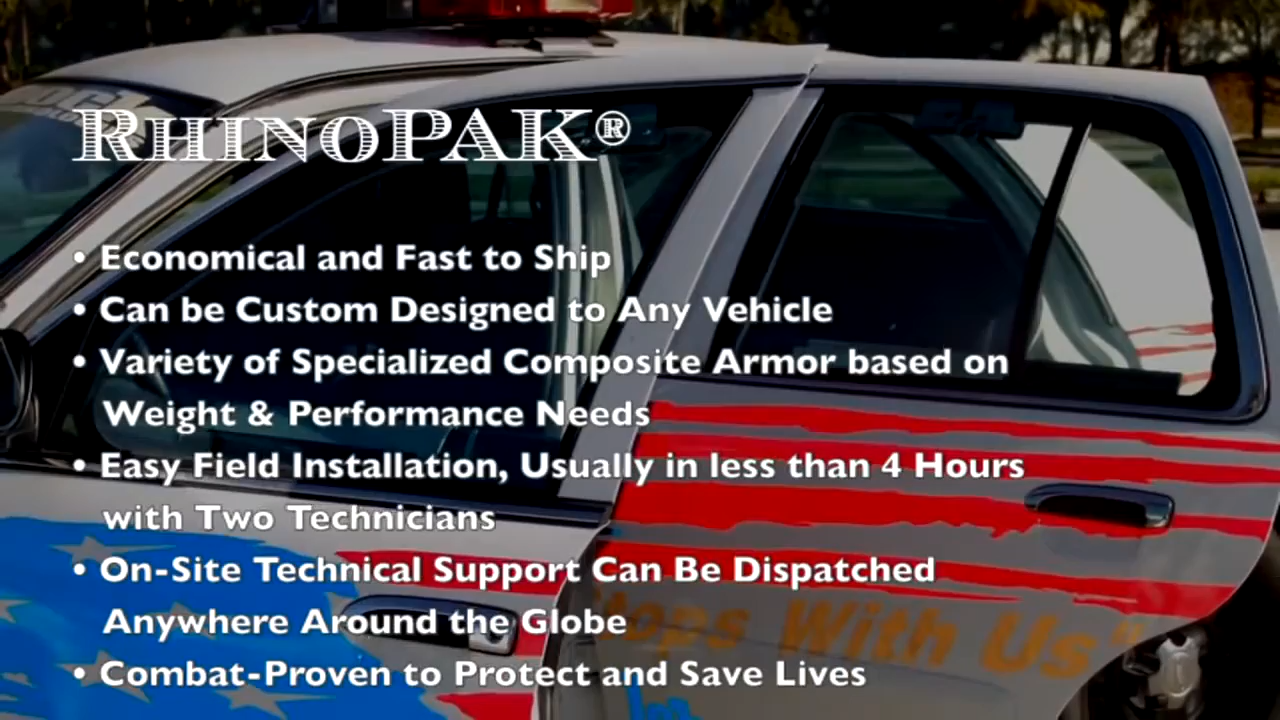 RHINOPAK®
• Economical and Fast to Ship
• Can be Custom Designed to Any Vehicle
• Variety of Specialized Composite Armor based on
Weight & Performance Needs
• Easy Field Installation, Usually in less than 4 Hours
with Two Technicians
• On-Site Technical Support Can Be Dispatched
Anywhere Around the Globe
• Combat-Proven to Protect and Save Lives
With Us"